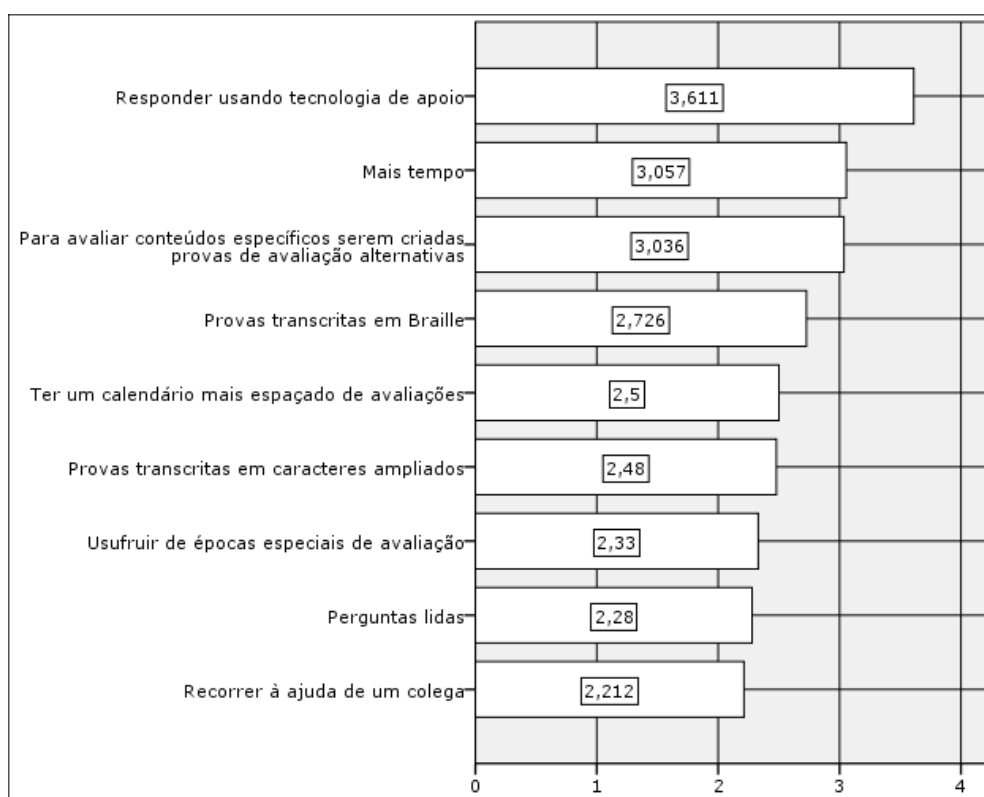 Responder usando tecnologia de apoio
3,611
Mais tempo
3,057
Para avaliar conteúdos específicos serem criadas
provas de avaliação alternativas
3,036
Provas transcritas em Braille
2,726
Ter um calendário mais espaçado de avaliações
2,5
Provas transcritas em caracteres ampliados
2,48
Usufruir de épocas especiais de avaliação
2,33
Perguntas lidas
2,28
Recorrer à ajuda de um colega
2,212
0 1 2 3 4